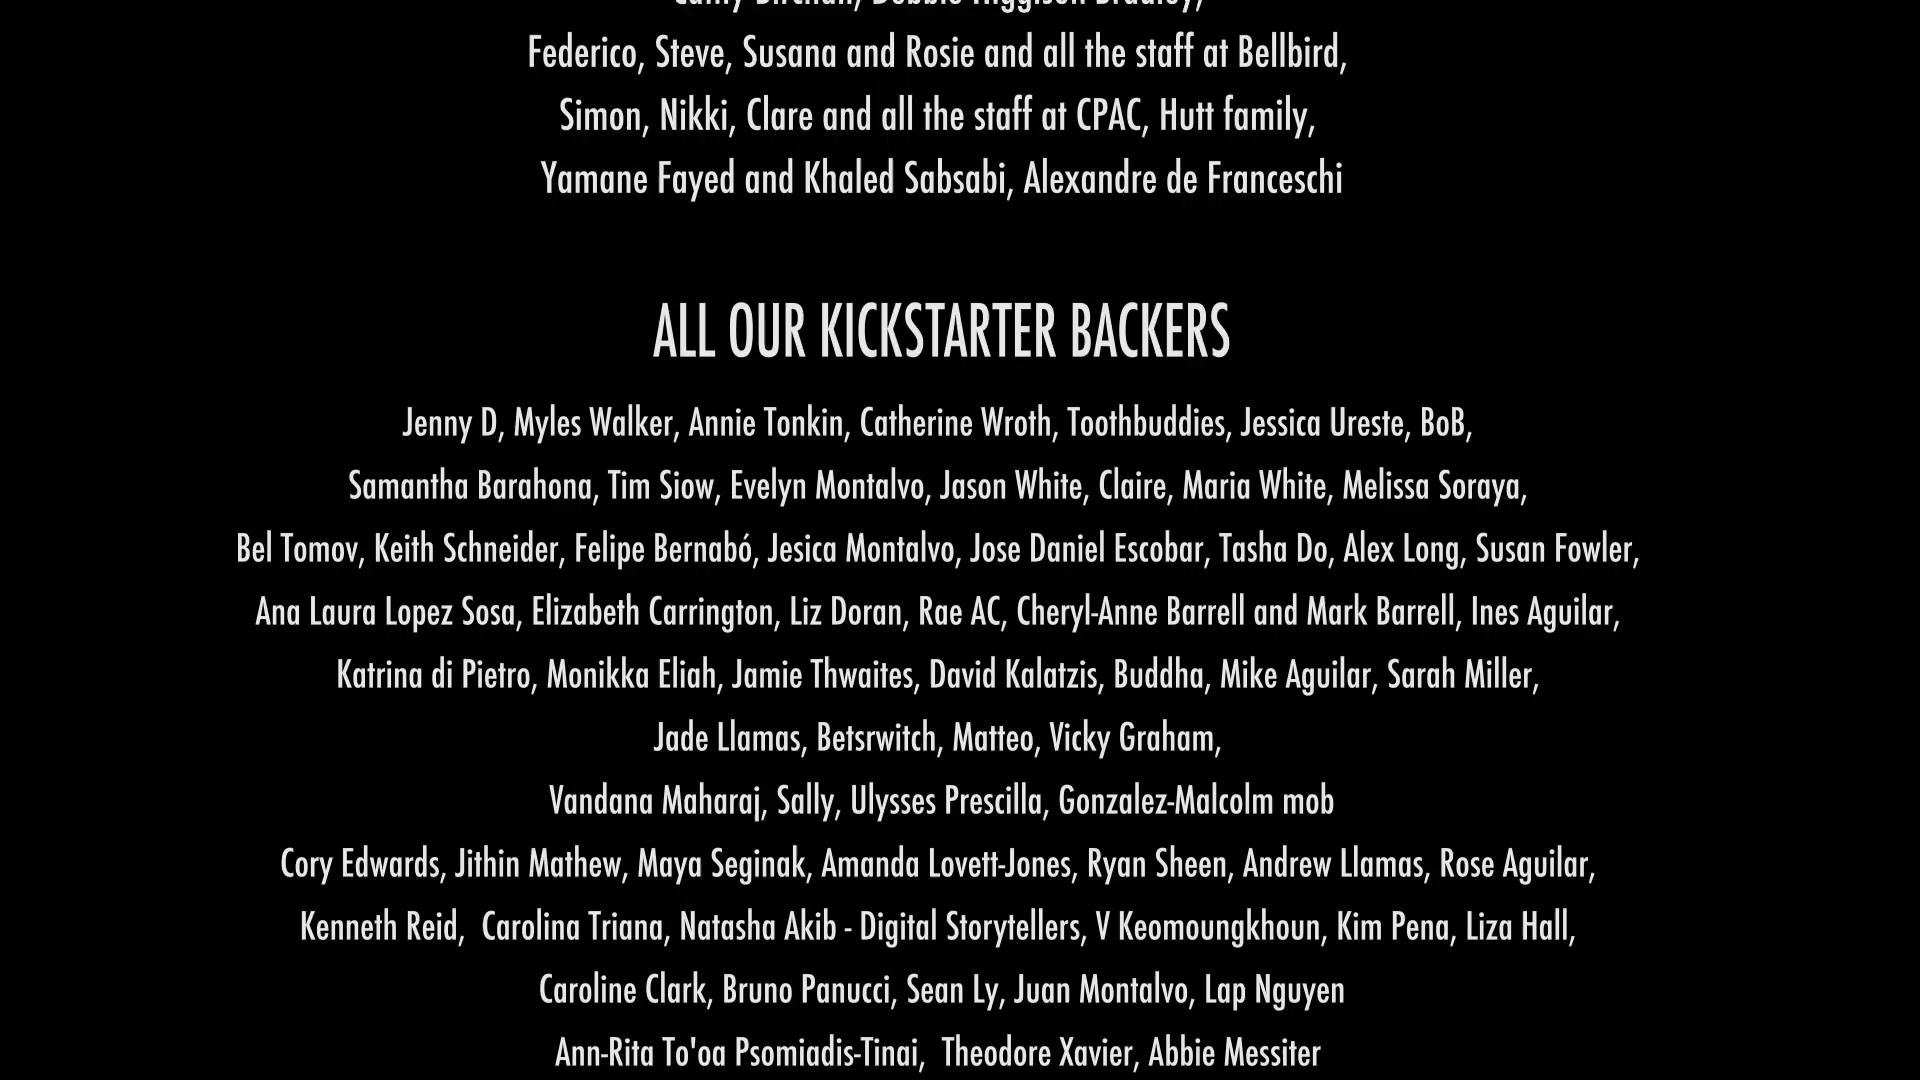 Federico, Steve, Susana and Rosie and all the staff at Bellbird,
Simon, Nikki, Clare and all the staff at CPAC, Hutt family,
Yamane Fayed and Khaled Sabsabi, Alexandre de Franceschi
ALL OUR KICKSTARTER BACKERS
Jenny D, Myles Walker, Annie Tonkin, Catherine Wroth, Toothbuddies, Jessica Ureste, BoB,
Samantha Barahona, Tim Siow, Evelyn Montalvo, Jason White, Claire, Maria White, Melissa Soraya,
Bel Tomov, Keith Schneider, Felipe Bernabó, Jesica Montalvo, Jose Daniel Escobar, Tasha Do, Alex Long, Susan Fowler,
Ana Laura Lopez Sosa, Elizabeth Carrington, Liz Doran, Rae AC, Cheryl-Anne Barrell and Mark Barrell, Ines Aguilar,
Katrina di Pietro, Monikka Eliah, Jamie Thwaites, David Kalatzis, Buddha, Mike Aguilar, Sarah Miller,
Jade Llamas, Betsrwitch, Matteo, Vicky Graham,
Vandana Maharaj, Sally, Ulysses Prescilla, Gonzalez-Malcolm mob
Cory Edwards, Jithin Mathew, Maya Seginak, Amanda Lovett-Jones, Ryan Sheen, Andrew Llamas, Rose Aguilar,
Kenneth Reid,  Carolina Triana, Natasha Akib - Digital Storytellers, V Keomoungkhoun, Kim Pena, Liza Hall,
Caroline Clark, Bruno Panucci, Sean Ly, Juan Montalvo, Lap Nguyen
Ann-Rita To'oa Psomiadis-Tinai,  Theodore Xavier, Abbie Messiter